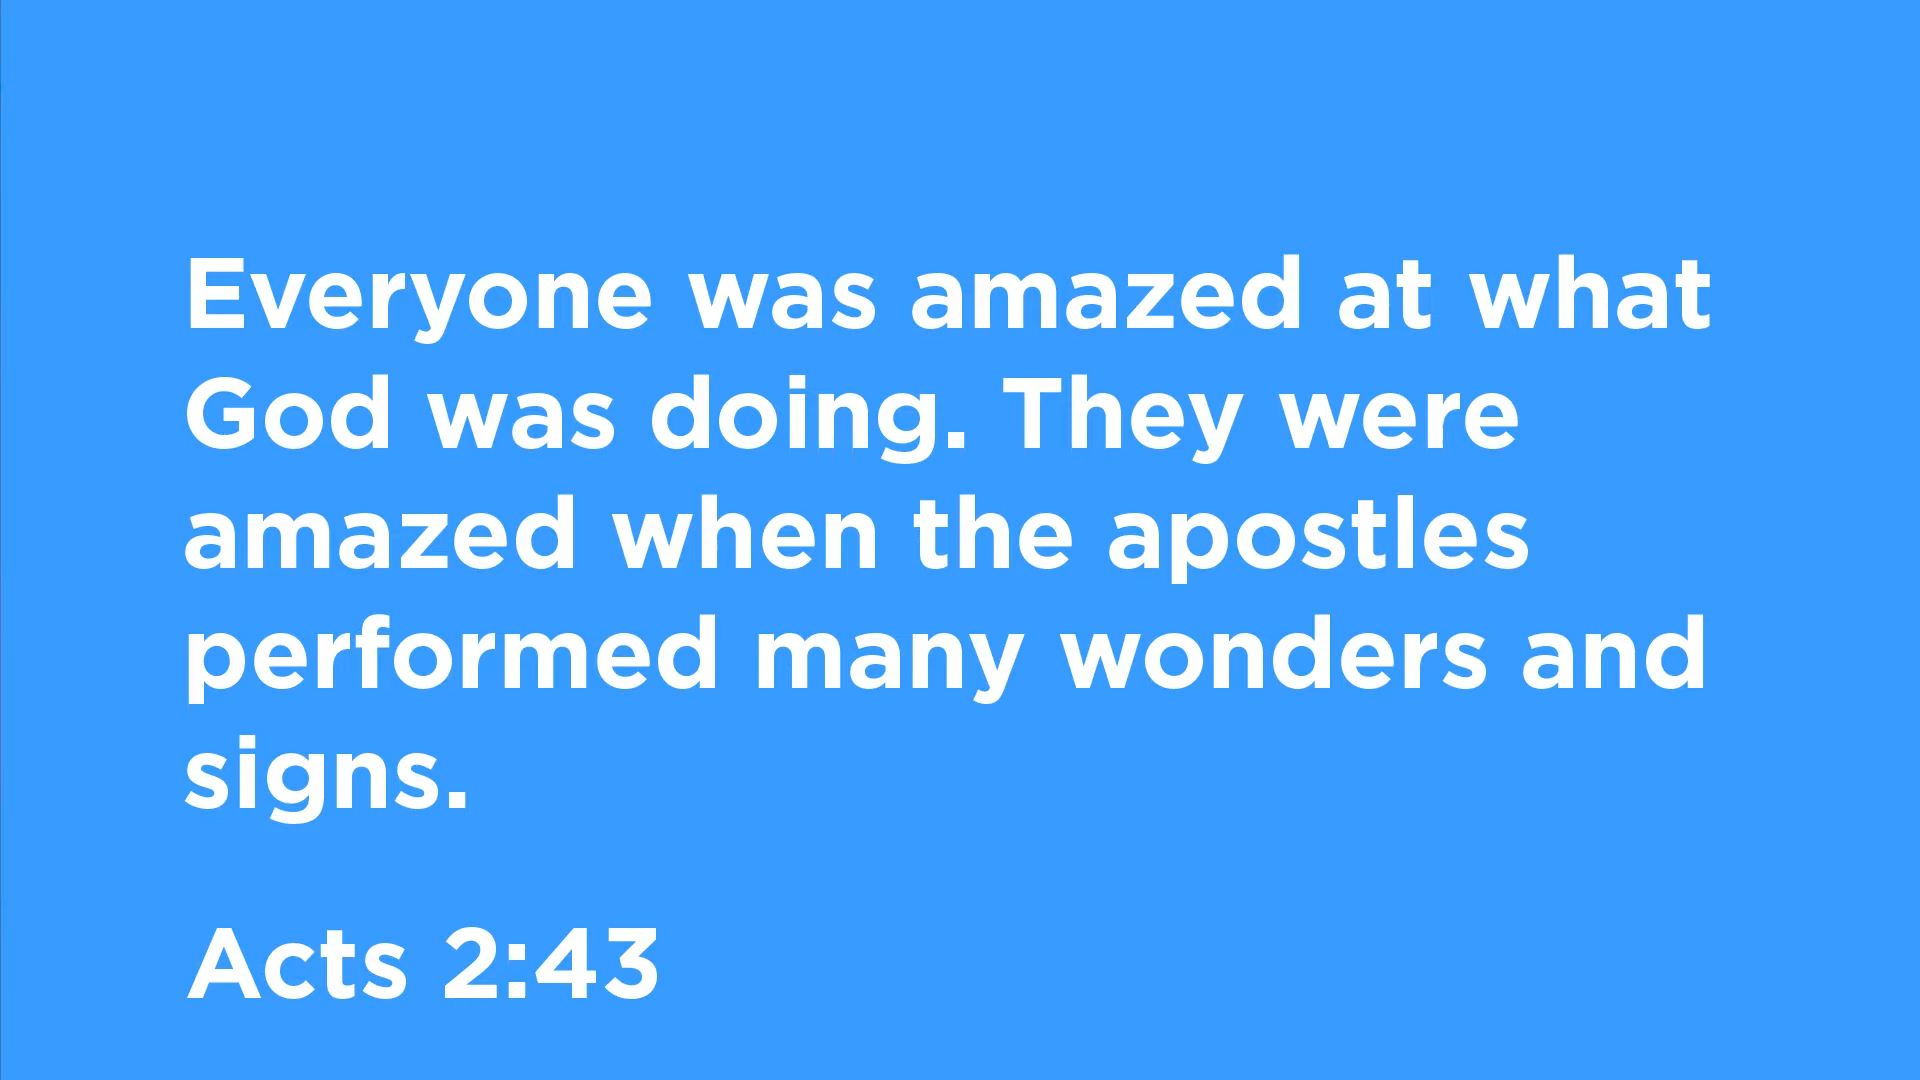 Everyone was amazed at what
God was doing. They were
amazed when the apostles
performed many wonders and
signs.
Acts 2:43